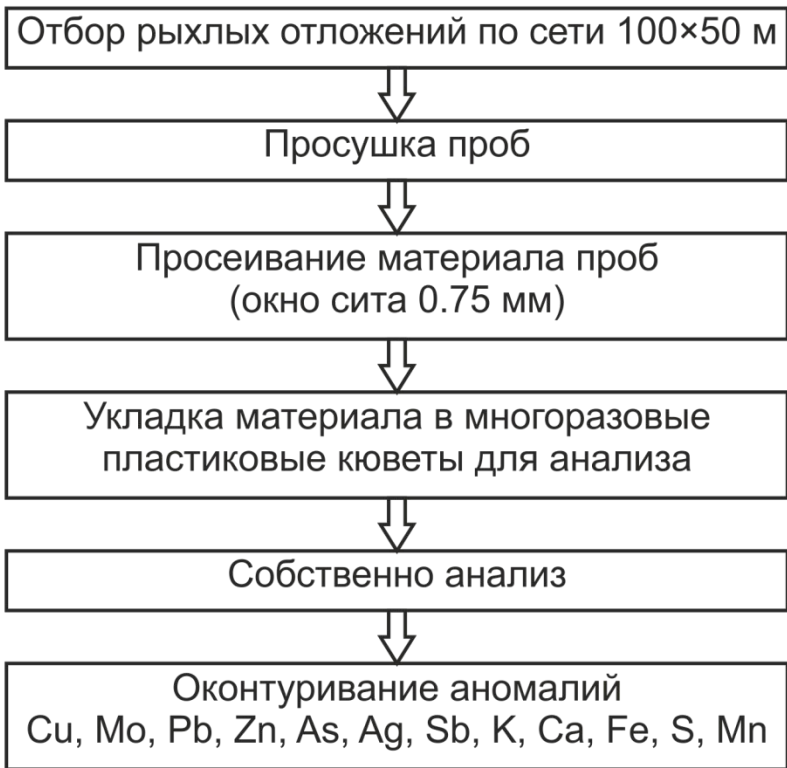 Отбор рыхлых отложений по сети 100×50 м
Просушка проб
Просеивание материала проб
(окно сита 0.75 мм)
Укладка материала в многоразовые
пластиковые кюветы для анализа
Собственно анализ
Оконтуривание аномалий
Cu, Mo, Pb, Zn, As, Ag, Sb, K, Ca, Fe, S, Mn